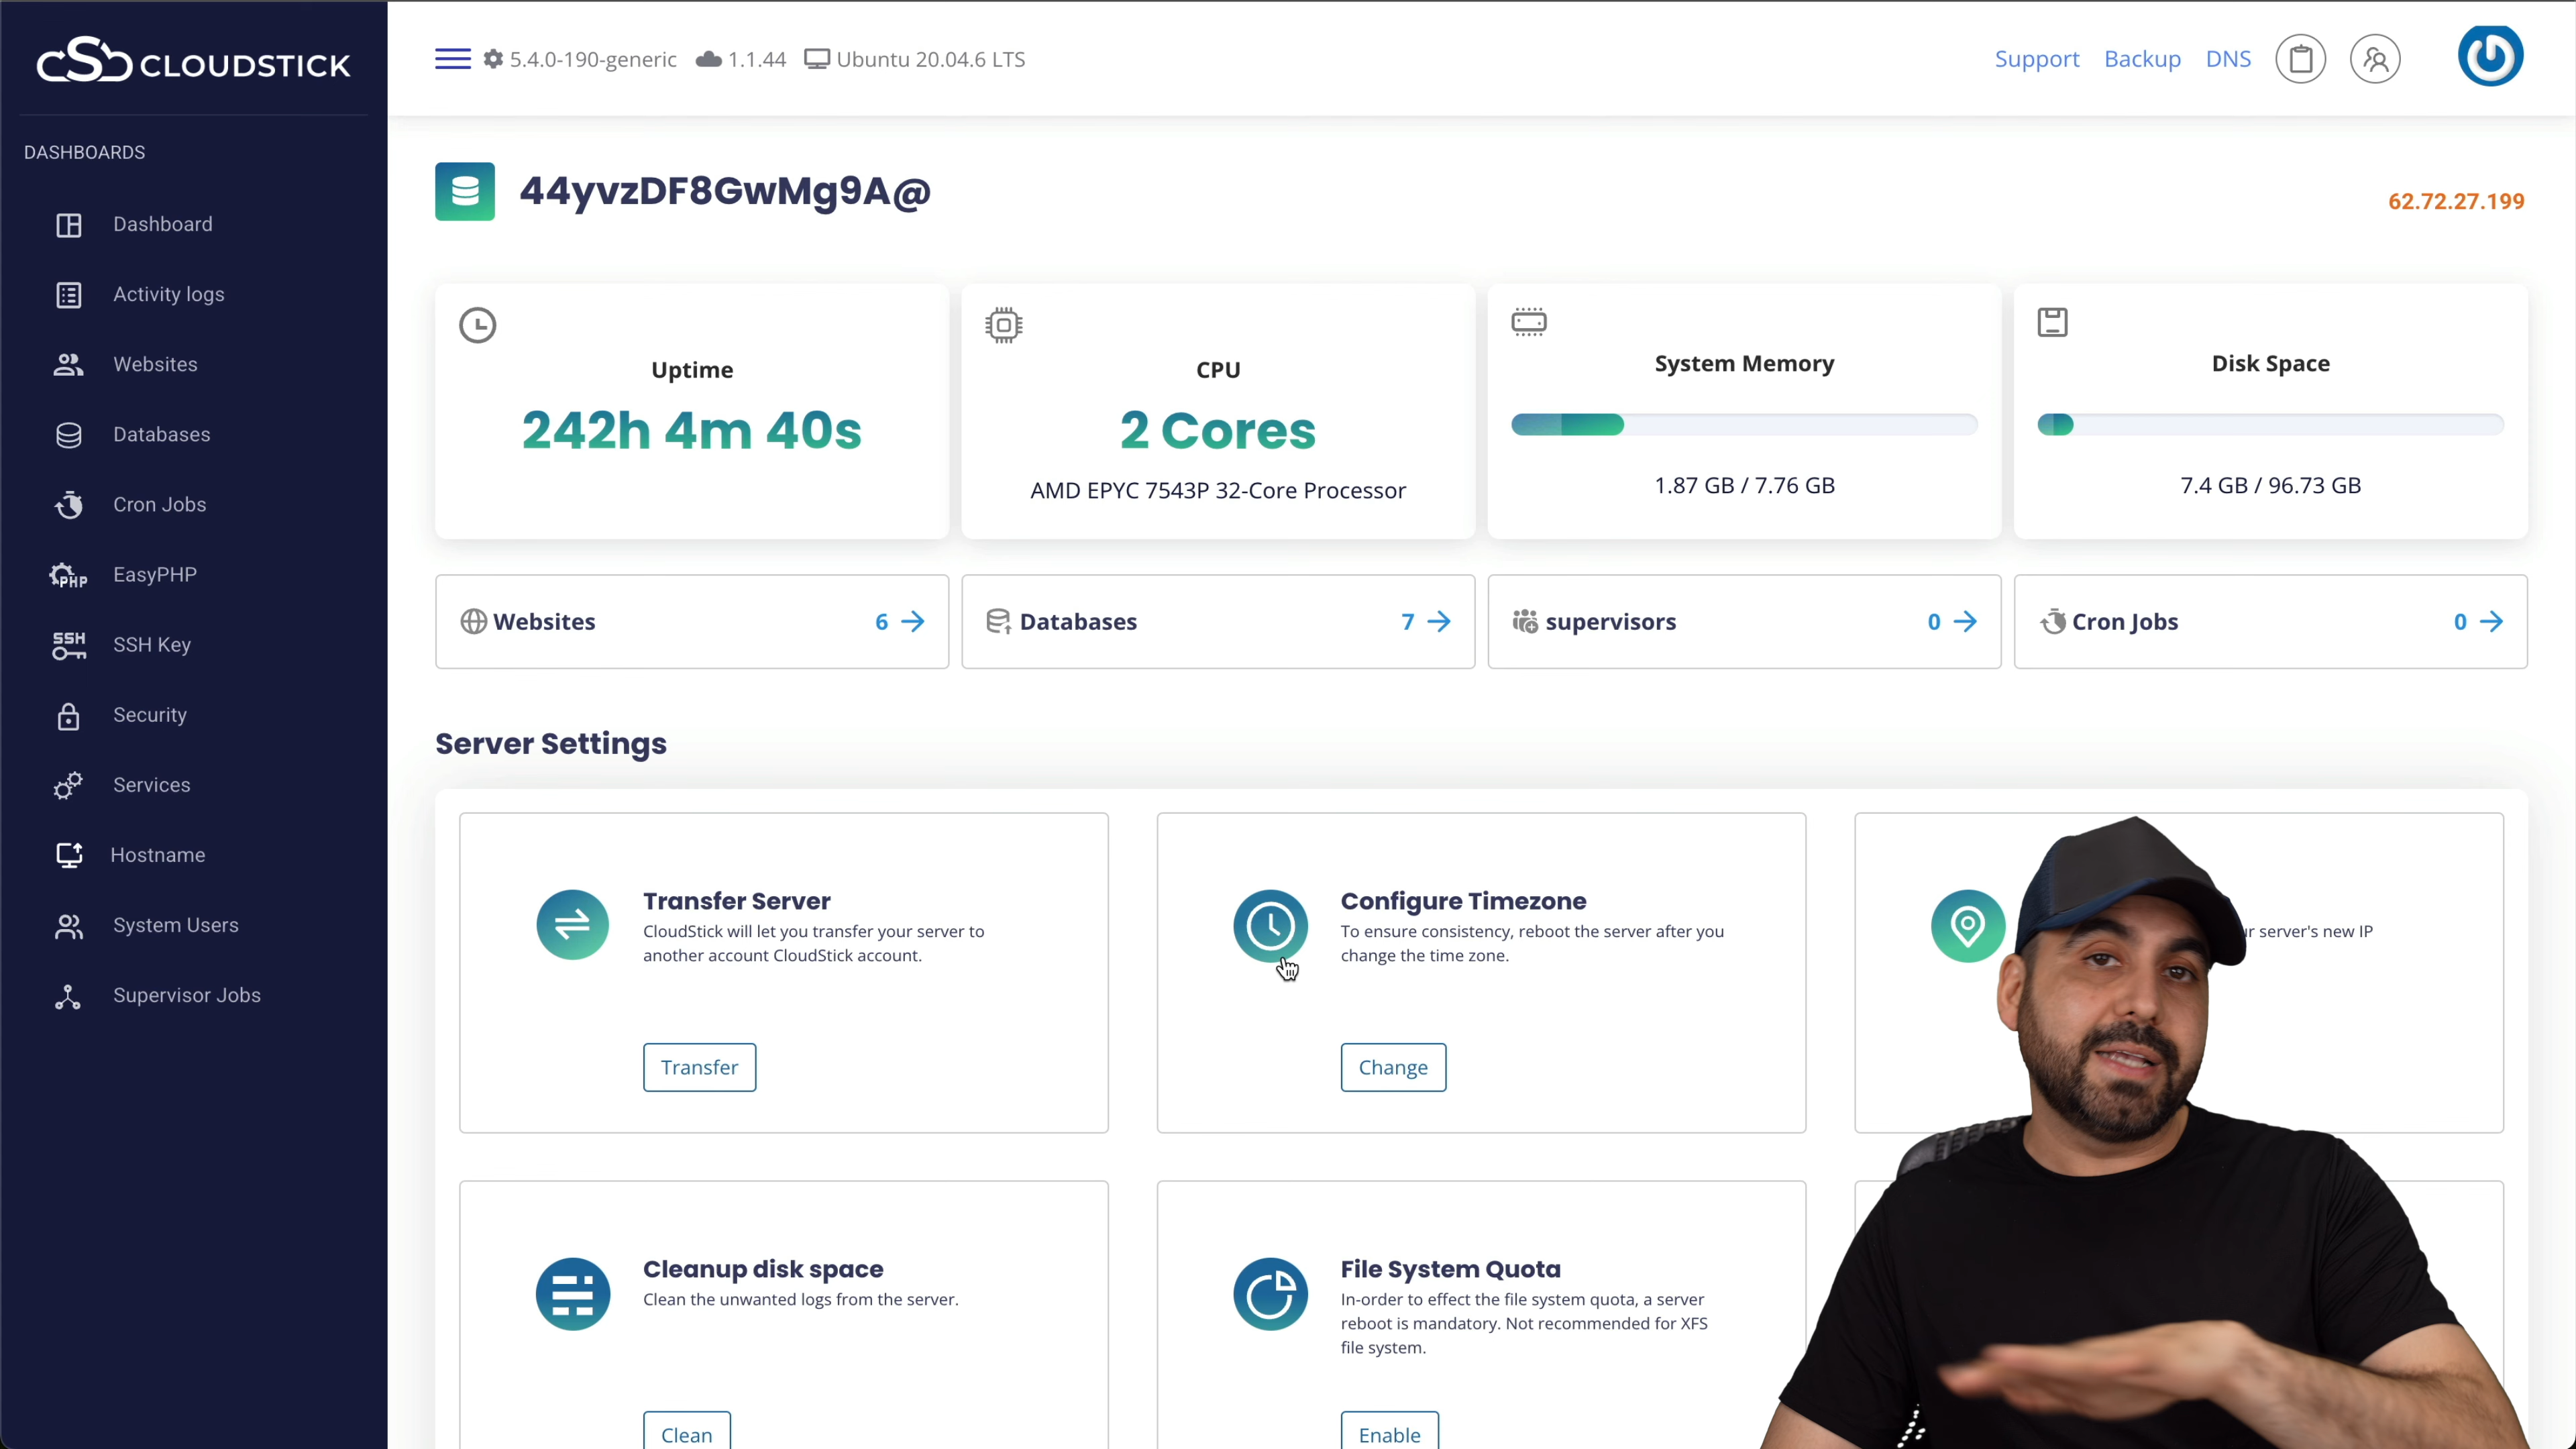 CLOUDSTICK
5.4.0-190-generic 1.1.44 Ubuntu 20.04.6 LTS
Support Backup DNS
DASHBOARDS
Dashboard
Activity logs
Websites
Databases
Cron Jobs
PHP EasyPHP
SSH SSH Key
Security
Services
Hostname
System Users
Supervisor Jobs
44yvzDF8GwMg9A@
62.72.27.199
Uptime
242h 4m 40s
CPU
2 Cores
AMD EPYC 7543P 32-Core Processor
System Memory
1.87 GB / 7.76 GB
Disk Space
7.4 GB / 96.73 GB
Websites 6
Databases 7
supervisors 0
Cron Jobs 0
Server Settings
Transfer Server
CloudStick will let you transfer your server to
another account CloudStick account.
Transfer
Configure Timezone
To ensure consistency, reboot the server after you
change the time zone.
Change
server's new IP
Cleanup disk space
Clean the unwanted logs from the server.
Clean
File System Quota
In-order to effect the file system quota, a server
reboot is mandatory. Not recommended for XFS
file system.
Enable